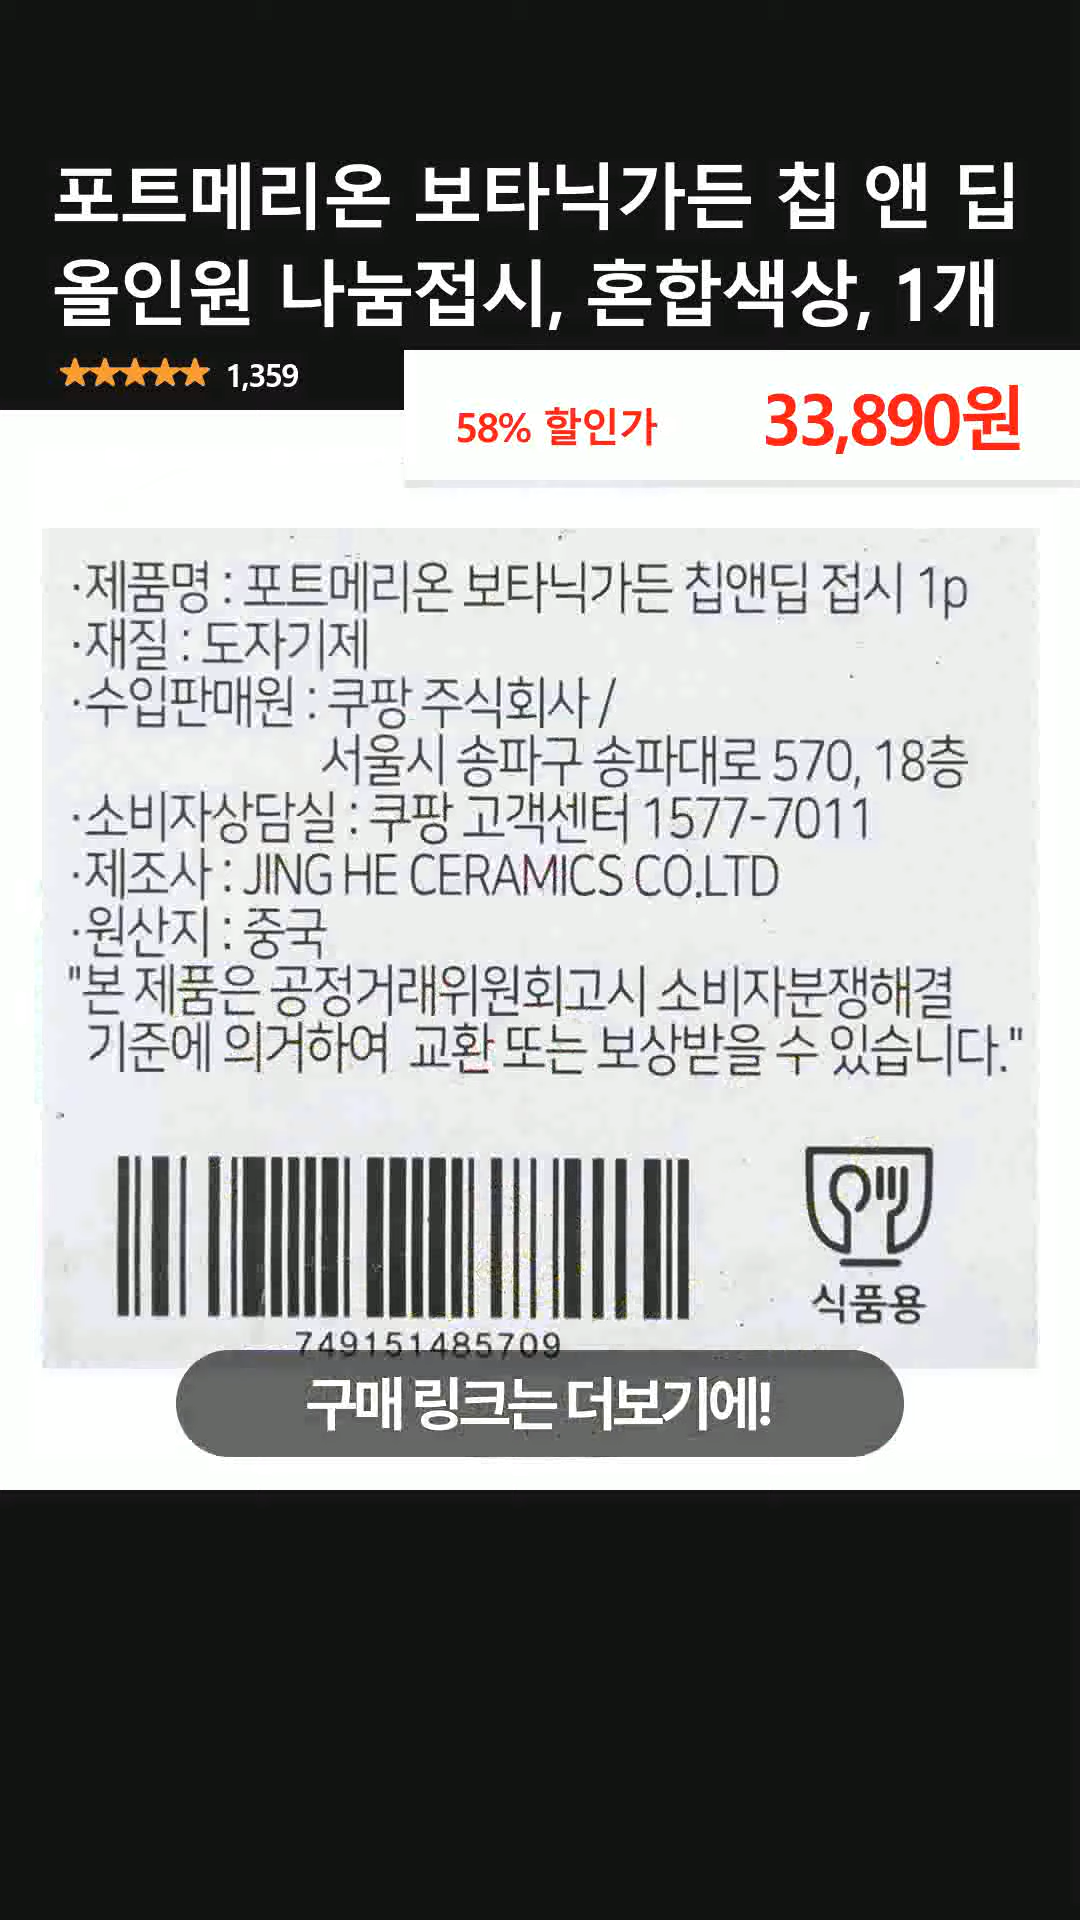 포트메리온 보타닉가든 칩 앤 딥
올인원 나눔접시, 혼합색상, 1개
1,359
58% 할인가 33,890원
·제품명 : 포트메리온 보타닉가든 칩앤딥 접시 1p
·재질 : 도자기제
·수입판매원 : 쿠팡 주식회사 /
서울시 송파구 송파대로 570, 18층
·소비자상담실 : 쿠팡 고객센터 1577-7011
·제조사 : JING HE CERAMICS CO.LTD
·원산지 : 중국
"본 제품은 공정거래위원회고시 소비자분쟁해결
기준에 의거하여 교환 또는 보상받을 수 있습니다."
식품용
749151485709
구매 링크는 더보기에!